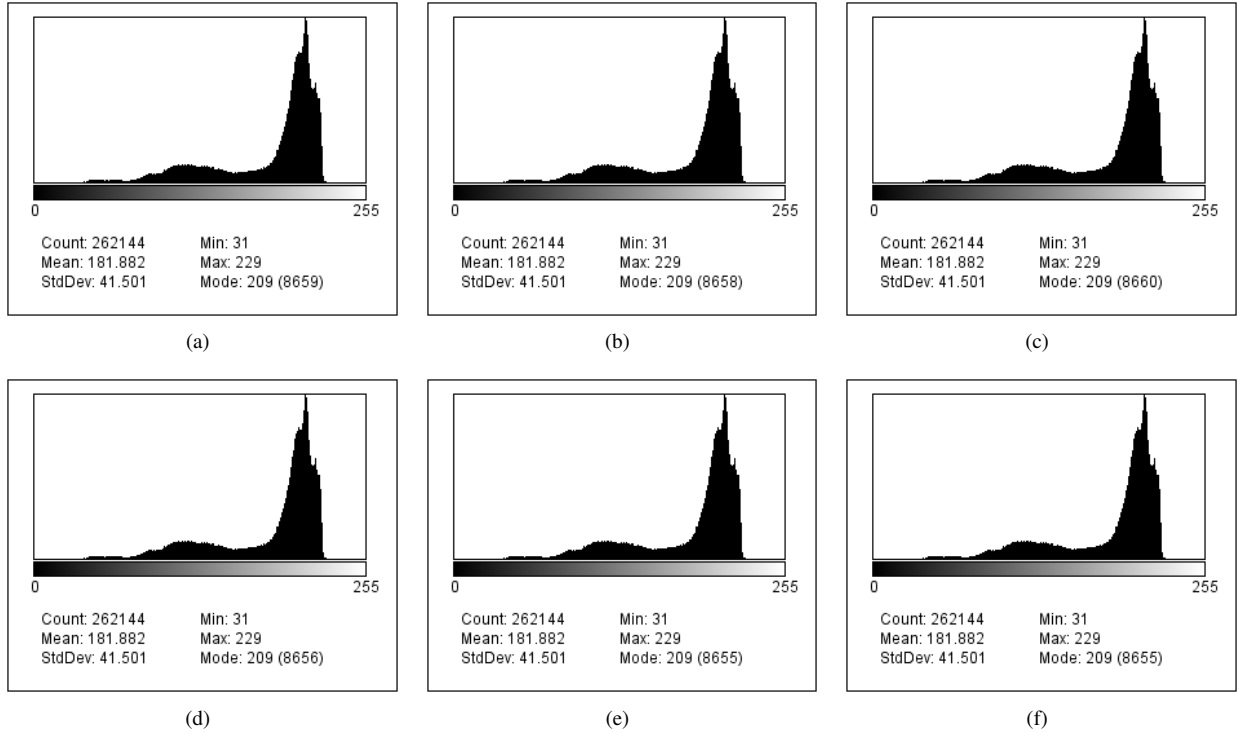 0 255
Count: 262144 Min: 31
Mean: 181.882 Max: 229
StdDev: 41.501 Mode: 209 (8659)
(a)
0 255
Count: 262144 Min: 31
Mean: 181.882 Max: 229
StdDev: 41.501 Mode: 209 (8658)
(b)
0 255
Count: 262144 Min: 31
Mean: 181.882 Max: 229
StdDev: 41.501 Mode: 209 (8660)
(c)
0 255
Count: 262144 Min: 31
Mean: 181.882 Max: 229
StdDev: 41.501 Mode: 209 (8656)
(d)
0 255
Count: 262144 Min: 31
Mean: 181.882 Max: 229
StdDev: 41.501 Mode: 209 (8655)
(e)
0 255
Count: 262144 Min: 31
Mean: 181.882 Max: 229
StdDev: 41.501 Mode: 209 (8655)
(f)